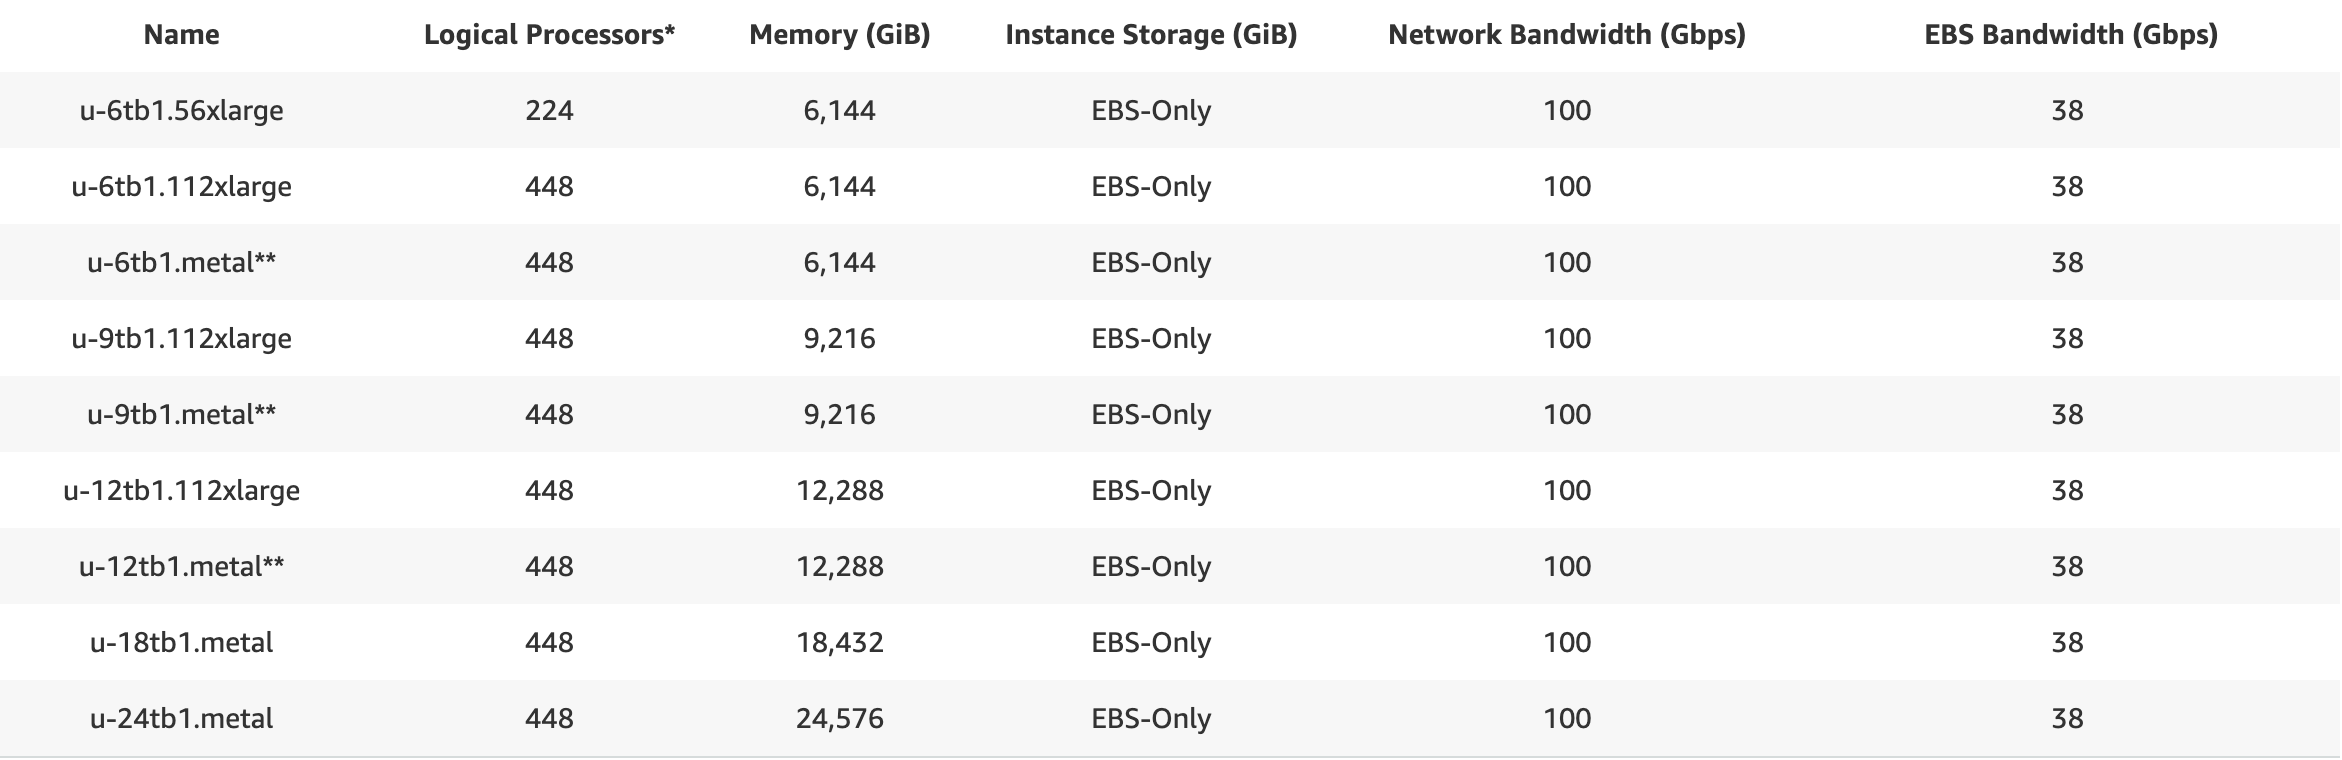 Name Logical Processors* Memory (GiB) Instance Storage (GiB) Network Bandwidth (Gbps) EBS Bandwidth (Gbps)
u-6tb1.56xlarge 224 6,144 EBS-Only 100 38
u-6tb1.112xlarge 448 6,144 EBS-Only 100 38
u-6tb1.metal** 448 6,144 EBS-Only 100 38
u-9tb1.112xlarge 448 9,216 EBS-Only 100 38
u-9tb1.metal** 448 9,216 EBS-Only 100 38
u-12tb1.112xlarge 448 12,288 EBS-Only 100 38
u-12tb1.metal** 448 12,288 EBS-Only 100 38
u-18tb1.metal 448 18,432 EBS-Only 100 38
u-24tb1.metal 448 24,576 EBS-Only 100 38